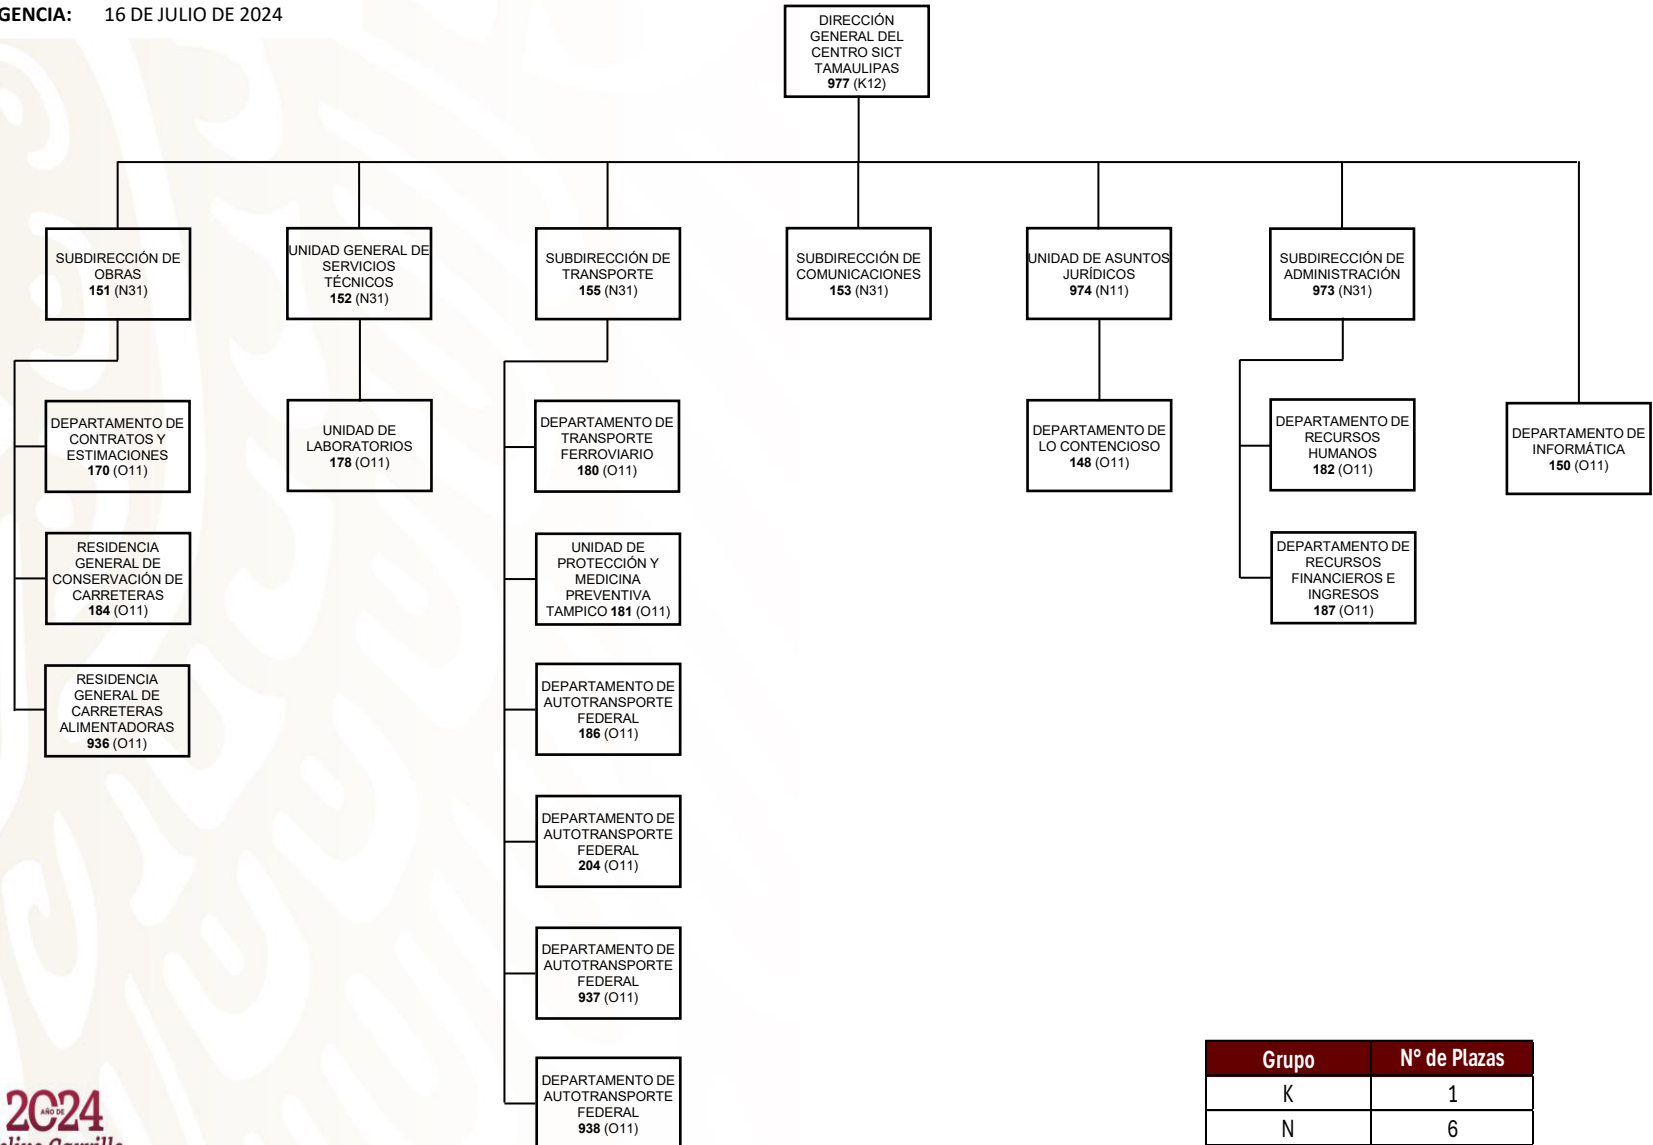 GENCIA: 16 DE JULIO DE 2024
DIRECCIÓN
GENERAL DEL
CENTRO SICT
TAMAULIPAS
977 (K12)
SUBDIRECCIÓN DE
OBRAS
151 (N31)
UNIDAD GENERAL DE
SERVICIOS
TÉCNICOS
152 (N31)
SUBDIRECCIÓN DE
TRANSPORTE
155 (N31)
SUBDIRECCIÓN DE
COMUNICACIONES
153 (N31)
UNIDAD DE ASUNTOS
JURÍDICOS
974 (N11)
SUBDIRECCIÓN DE
ADMINISTRACIÓN
973 (N31)
DEPARTAMENTO DE
CONTRATOS Y
ESTIMACIONES
170 (O11)
UNIDAD DE
LABORATORIOS
178 (O11)
DEPARTAMENTO DE
TRANSPORTE
FERROVIARIO
180 (O11)
DEPARTAMENTO DE
LO CONTENCIOSO
148 (O11)
DEPARTAMENTO DE
RECURSOS
HUMANOS
182 (O11)
DEPARTAMENTO DE
INFORMÁTICA
150 (O11)
RESIDENCIA
GENERAL DE
CONSERVACIÓN DE
CARRETERAS
184 (O11)
UNIDAD DE
PROTECCIÓN Y
MEDICINA
PREVENTIVA
TAMPICO 181 (O11)
DEPARTAMENTO DE
RECURSOS
FINANCIEROS E
INGRESOS
187 (O11)
RESIDENCIA
GENERAL DE
CARRETERAS
ALIMENTADORAS
936 (O11)
DEPARTAMENTO DE
AUTOTRANSPORTE
FEDERAL
186 (O11)
DEPARTAMENTO DE
AUTOTRANSPORTE
FEDERAL
204 (O11)
DEPARTAMENTO DE
AUTOTRANSPORTE
FEDERAL
937 (O11)
DEPARTAMENTO DE
AUTOTRANSPORTE
FEDERAL
938 (O11)
Grupo N° de Plazas
K 1
N 6
2024
AÑO DE